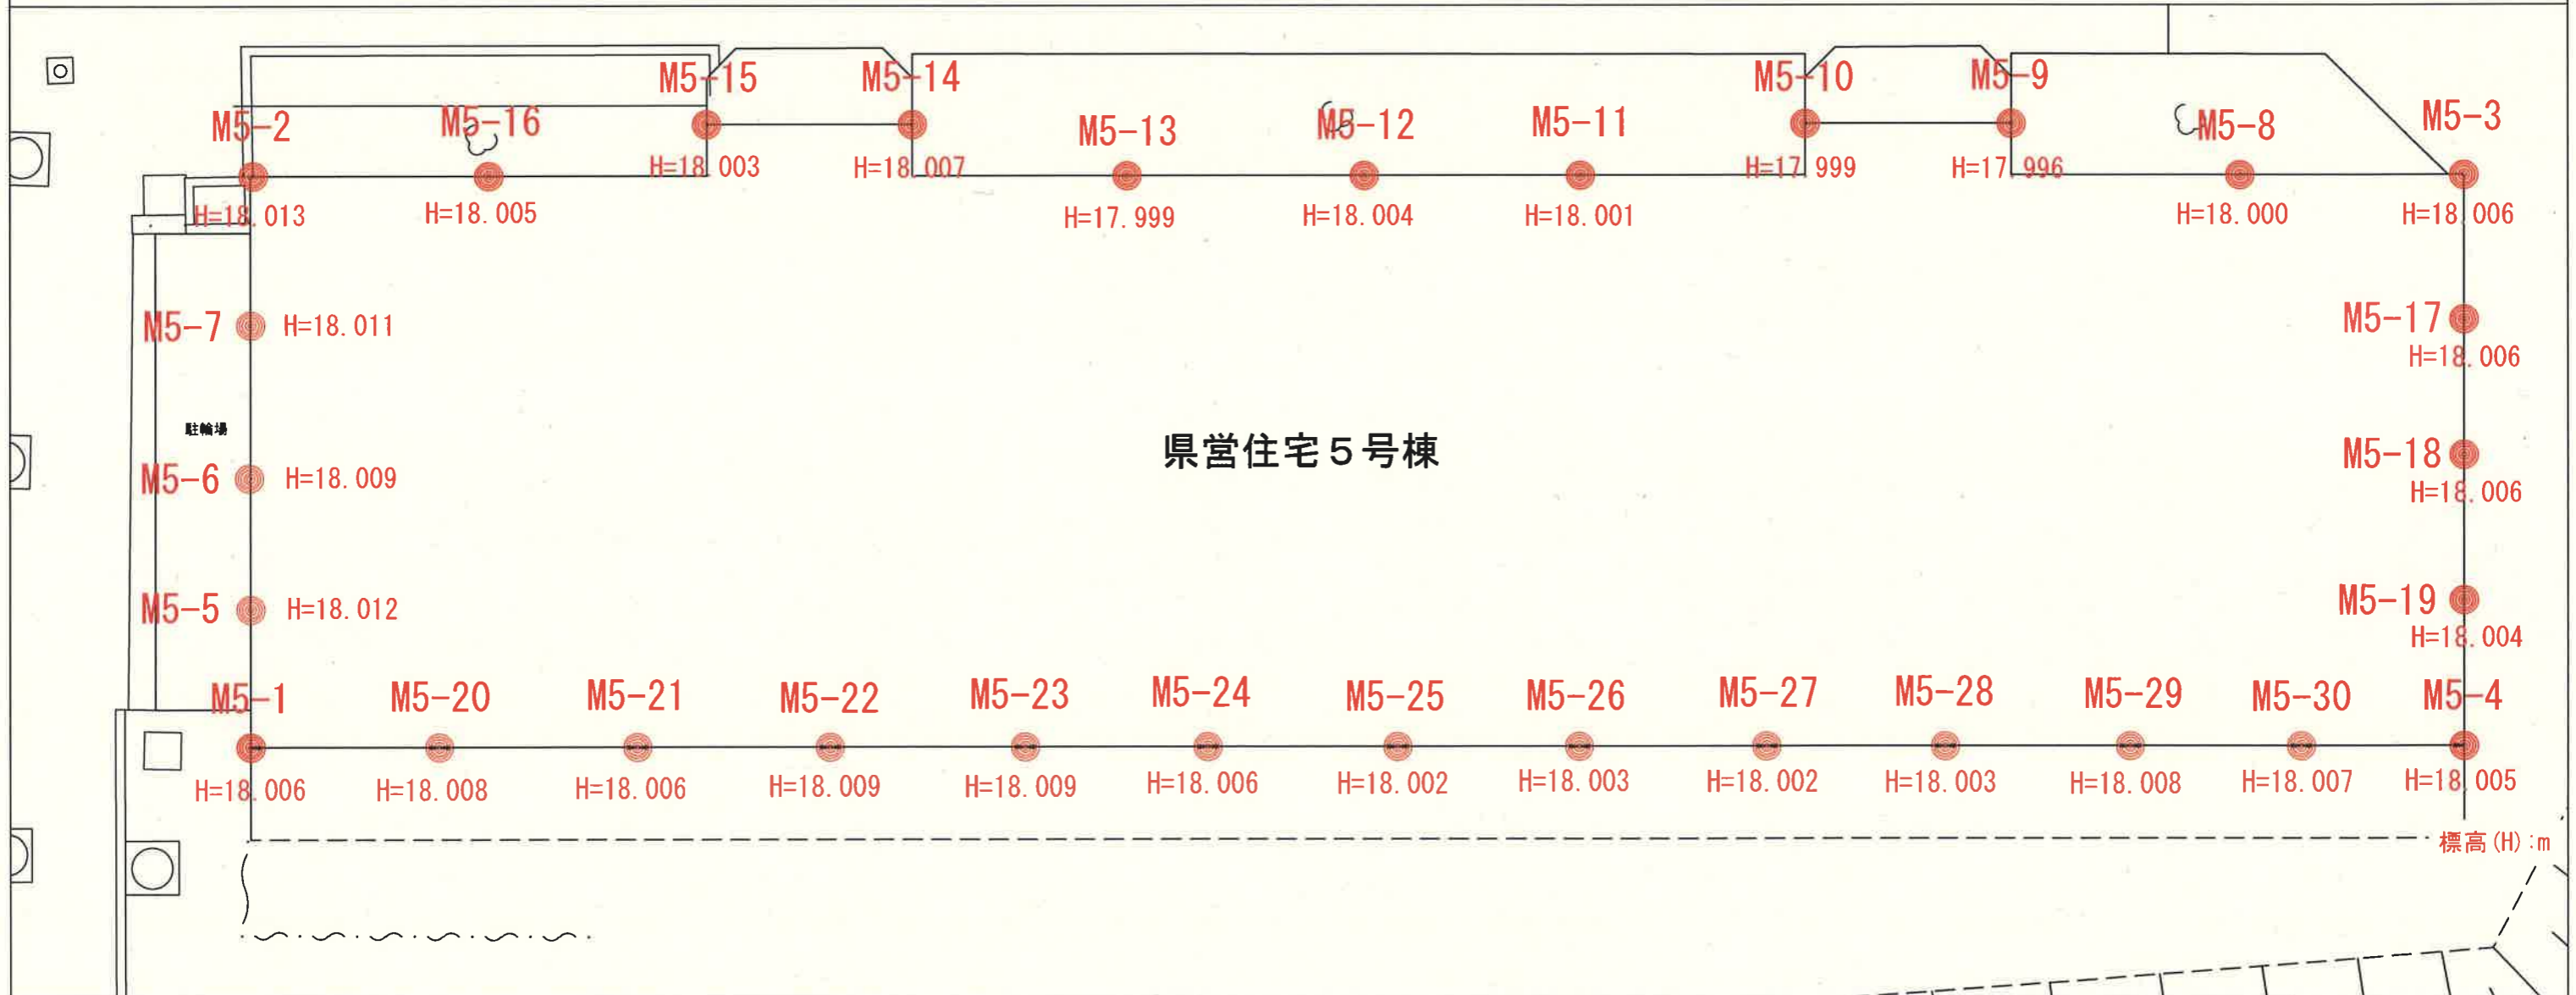 M5-15
M5-14
M5-10
M5-9
M5-2
M5-16
M5-13
M5-12
M5-11
M5-8
M5-3
H=18.003
H=18.007
H=17.999
H=17.996
H=18.013
H=18.005
H=17.999
H=18.004
H=18.001
H=18.000
H=18.006
M5-7 H=18.011
M5-17
H=18.006
駐輪場
県営住宅5号棟
M5-18
M5-6 H=18.009
H=18.006
M5-5 H=18.012
M5-19
H=18.004
M5-1
M5-20
M5-21
M5-22
M5-23
M5-24
M5-25
M5-26
M5-27
M5-28
M5-29
M5-30
M5-4
H=18.006
H=18.008
H=18.006
H=18.009
H=18.009
H=18.006
H=18.002
H=18.003
H=18.002
H=18.003
H=18.008
H=18.007
H=18.005
標高(H):m